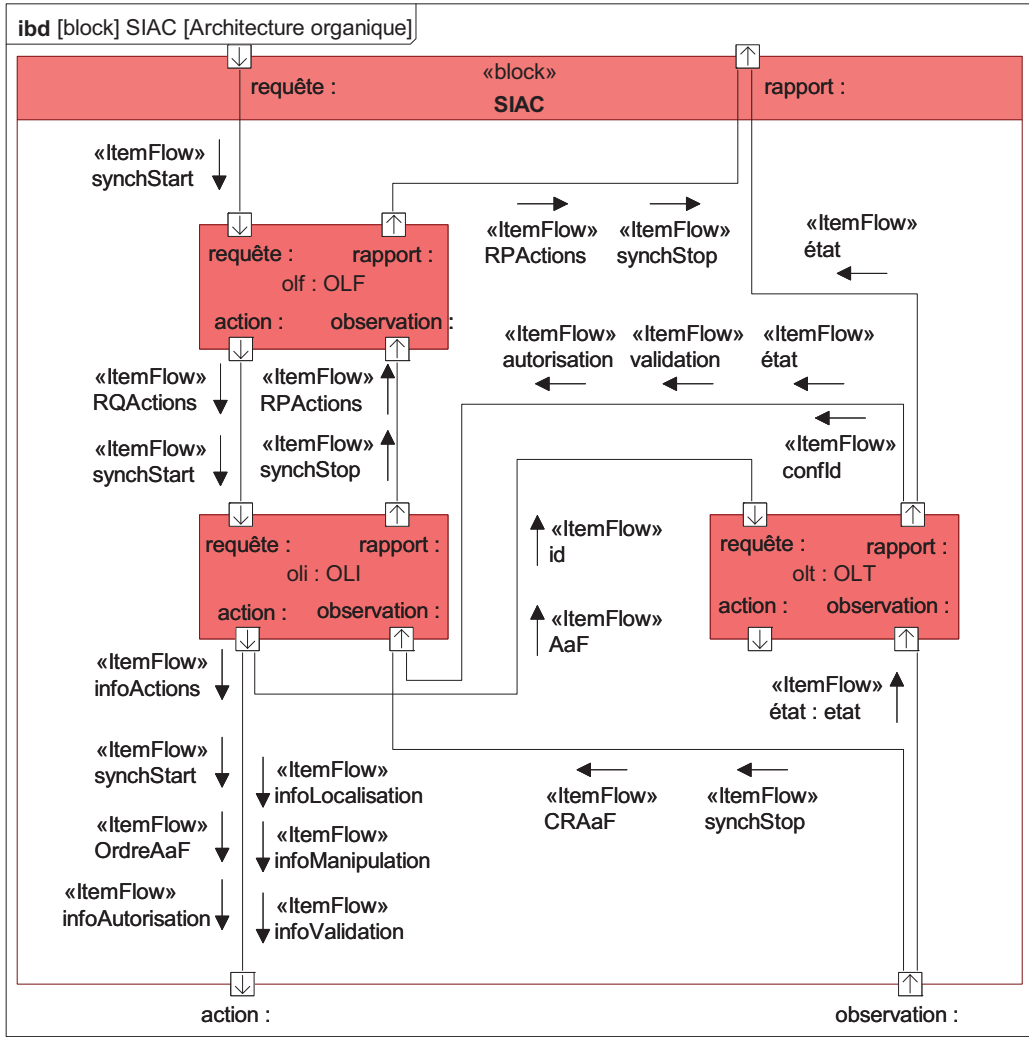 ibd [block] SIAC [Architecture organique]
«block»
SIAC
requête :
rapport :
«ItemFlow»
synchStart
«ItemFlow»
RPActions
«ItemFlow»
synchStop
«ItemFlow»
état
requête :
rapport :
olf : OLF
action :
observation :
«ItemFlow»
RQActions
«ItemFlow»
RPActions
«ItemFlow»
autorisation
«ItemFlow»
validation
«ItemFlow»
état
«ItemFlow»
synchStart
«ItemFlow»
synchStop
«ItemFlow»
confId
requête :
rapport :
oli : OLI
action :
observation :
«ItemFlow»
id
«ItemFlow»
AaF
requête :
rapport :
olt : OLT
action :
observation :
«ItemFlow»
infoActions
«ItemFlow»
état : etat
«ItemFlow»
synchStart
«ItemFlow»
infoLocalisation
«ItemFlow»
CRAaF
«ItemFlow»
synchStop
«ItemFlow»
OrdreAaF
«ItemFlow»
infoManipulation
«ItemFlow»
infoAutorisation
«ItemFlow»
infoValidation
action :
observation :